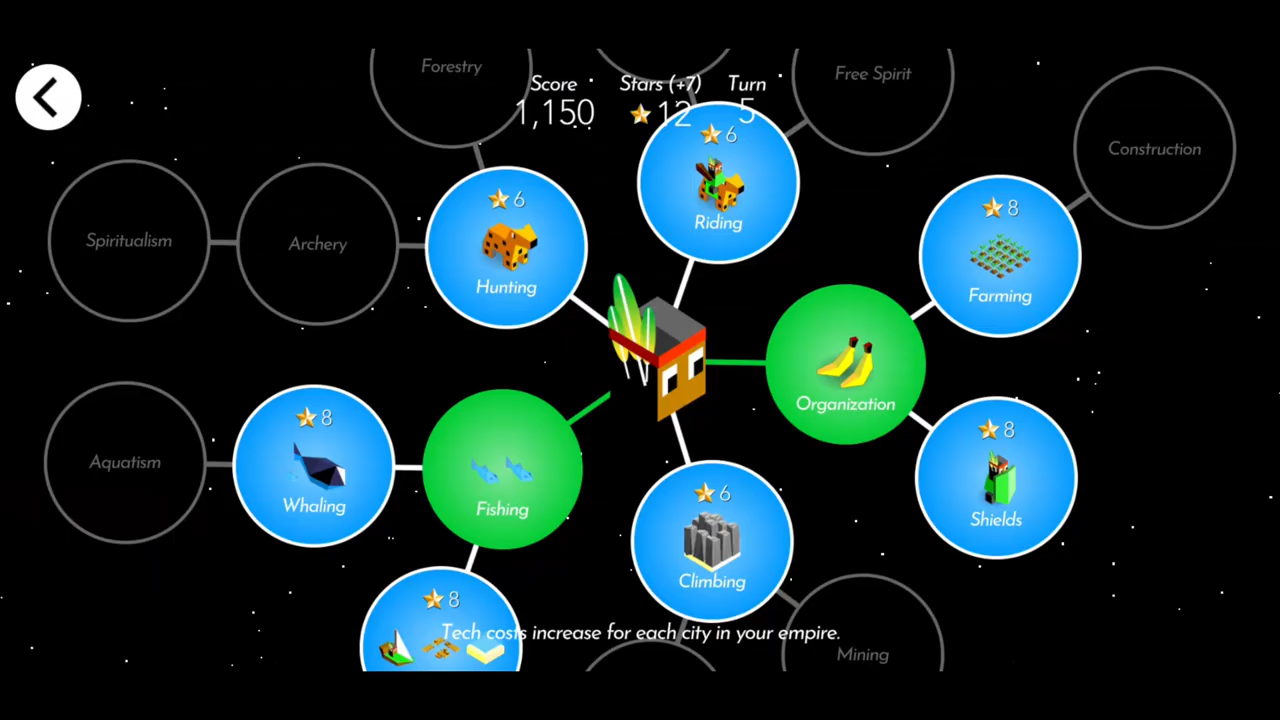 Forestry
Free Spirit
Score
Stars (+7)
Turn
1,150
12
5
6
Riding
Construction
Spiritualism
Archery
6
Hunting
8
Farming
Organization
Aquatism
8
Whaling
Fishing
6
Climbing
8
Shields
8
Tech costs increase for each city in your empire.
Mining